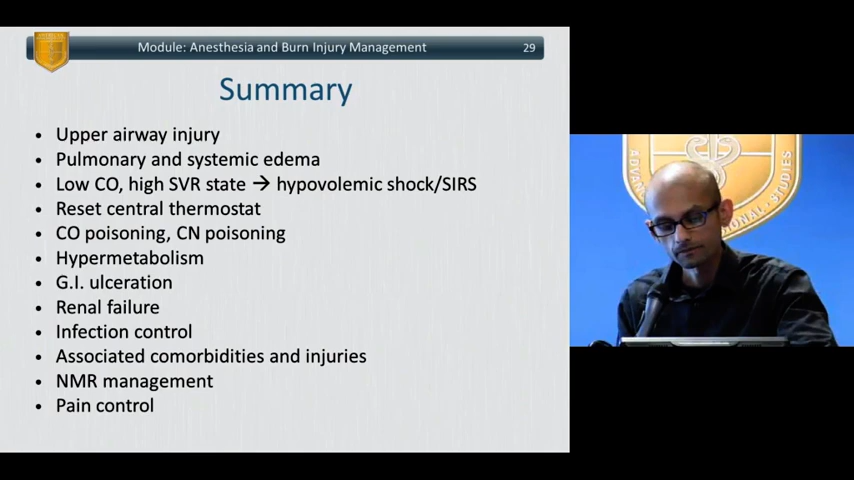 Module: Anesthesia and Burn Injury Management 29
Summary
• Upper airway injury
• Pulmonary and systemic edema
• Low CO, high SVR state → hypovolemic shock/SIRS
• Reset central thermostat
• CO poisoning, CN poisoning
• Hypermetabolism
• G.I. ulceration
• Renal failure
• Infection control
• Associated comorbidities and injuries
• NMR management
• Pain control
STUDIES